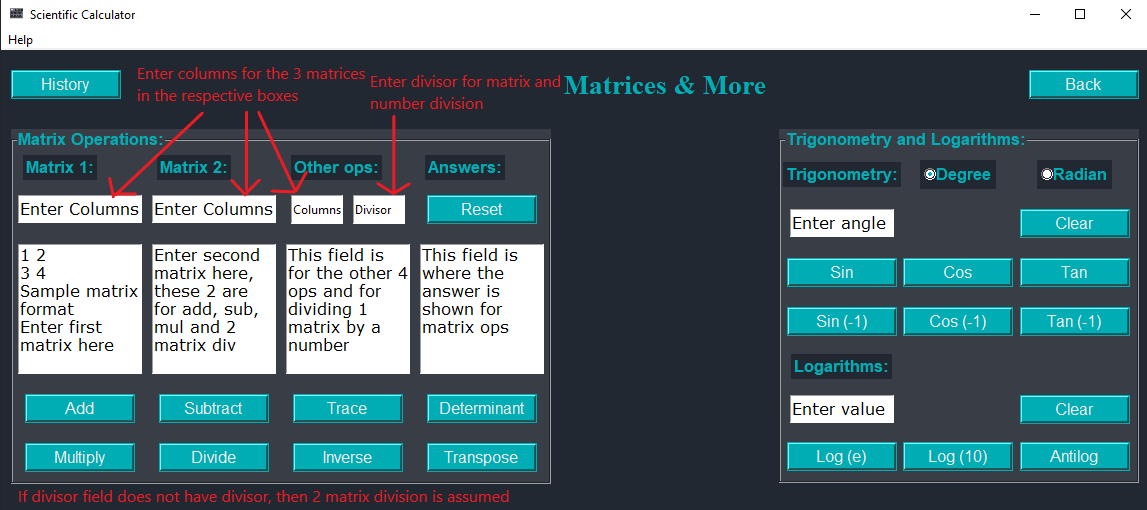 Scientific Calculator
Help
History
Enter columns for the 3 matrices
in the respective boxes
Enter divisor for matrix and
number division
Matrices & More
Back
Matrix Operations:
Matrix 1:
Matrix 2:
Other ops:
Answers:
Enter Columns
Enter Columns
Columns
Divisor
Reset
1 2
3 4
Sample matrix
format
Enter first
matrix here
Enter second
matrix here,
these 2 are
for add, sub,
mul and 2
matrix div
This field is
for the other 4
ops and for
dividing 1
matrix by a
number
This field is
where the
answer is
shown for
matrix ops
Add
Subtract
Trace
Determinant
Multiply
Divide
Inverse
Transpose
If divisor field does not have divisor, then 2 matrix division is assumed
Trigonometry and Logarithms:
Trigonometry:
Degree
Radian
Enter angle
Clear
Sin
Cos
Tan
Sin (-1)
Cos (-1)
Tan (-1)
Logarithms:
Enter value
Clear
Log (e)
Log (10)
Antilog